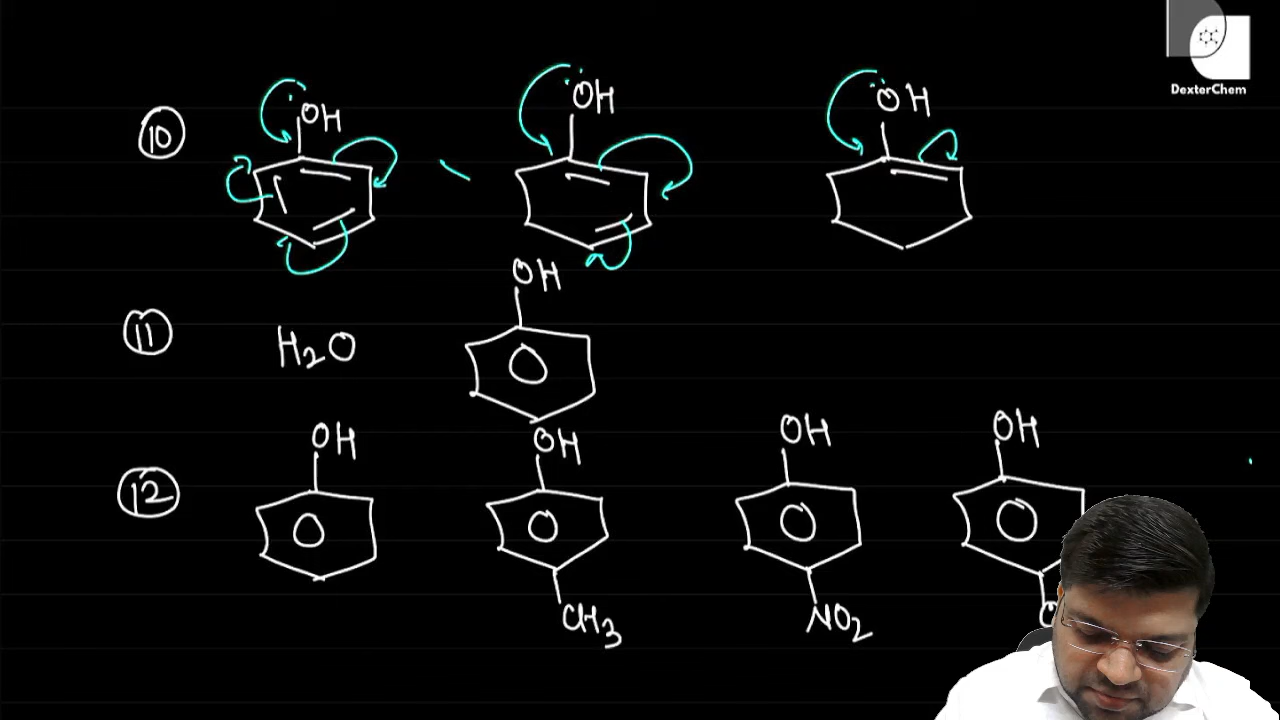 DexterChem
10 OH OH OH
11 H2O OH
12 OH OH OH OH
CH3 NO2